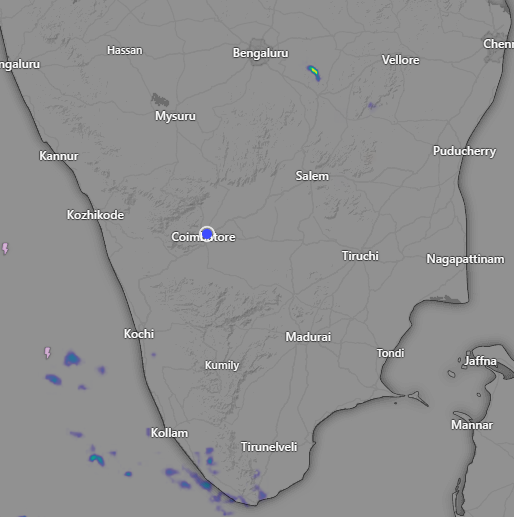 Hassan
Bengaluru
Vellore
Chenn
ngaluru
Mysuru
Kannur
Puducherry
Salem
Kozhikode
Coimbatore
Tiruchi
Nagapattinam
Kochi
Madurai
Kumily
Tondi
Jaffna
Kollam
Mannar
Tirunelveli